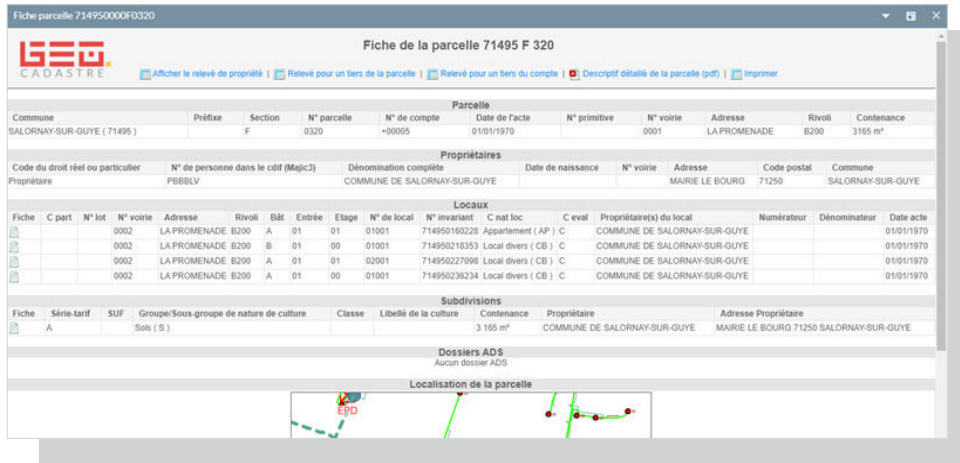 Fiche parcelle 714950000F0320
GEO.
CADASTRE
Fiche de la parcelle 71495 F 320
Afficher le relevé de propriété | Relevé pour un tiers de la parcelle | Relevé pour un tiers du compte | Descriptif détaillé de la parcelle (pdf) | Imprimer
Parcelle
Commune Préfixe Section N° parcelle N° de compte Date de l'acte N° primitive N° voirie Adresse Rivoli Contenance
SALORNAY-SUR-GUYE ( 71495 ) F 0320 +00005 01/01/1970 0001 LA PROMENADE B200 3165 m²
Propriétaires
Code du droit réel ou particulier N° de personne dans le cdif (Majic3) Dénomination complète Date de naissance N° voirie Adresse Code postal Commune
Propriétaire PBBBLV COMMUNE DE SALORNAY-SUR-GUYE MAIRIE LE BOURG 71250 SALORNAY-SUR-GUYE
Locaux
Fiche C part N° lot N° voirie Adresse Rivoli Bât Entrée Etage N° de local N° invariant C nat loc C eval Propriétaire(s) du local Numérateur Dénominateur Date acte
0002 LA PROMENADE B200 A 01 01 01001 714950160228 Appartement ( AP ) C COMMUNE DE SALORNAY-SUR-GUYE 01/01/1970
0002 LA PROMENADE B200 B 01 00 01001 714950218353 Local divers ( CB ) C COMMUNE DE SALORNAY-SUR-GUYE 01/01/1970
0002 LA PROMENADE B200 A 01 01 02001 714950227098 Local divers ( CB ) C COMMUNE DE SALORNAY-SUR-GUYE 01/01/1970
0002 LA PROMENADE B200 A 01 00 01001 714950236234 Local divers ( CB ) C COMMUNE DE SALORNAY-SUR-GUYE 01/01/1970
Subdivisions
Fiche Série-tarif SUF Groupe/Sous-groupe de nature de culture Classe Libellé de la culture Contenance Propriétaire Adresse Propriétaire
A Sols ( S ) 3 165 m² COMMUNE DE SALORNAY-SUR-GUYE MAIRIE LE BOURG 71250 SALORNAY-SUR-GUYE
Dossiers ADS
Aucun dossier ADS
Localisation de la parcelle
EPD